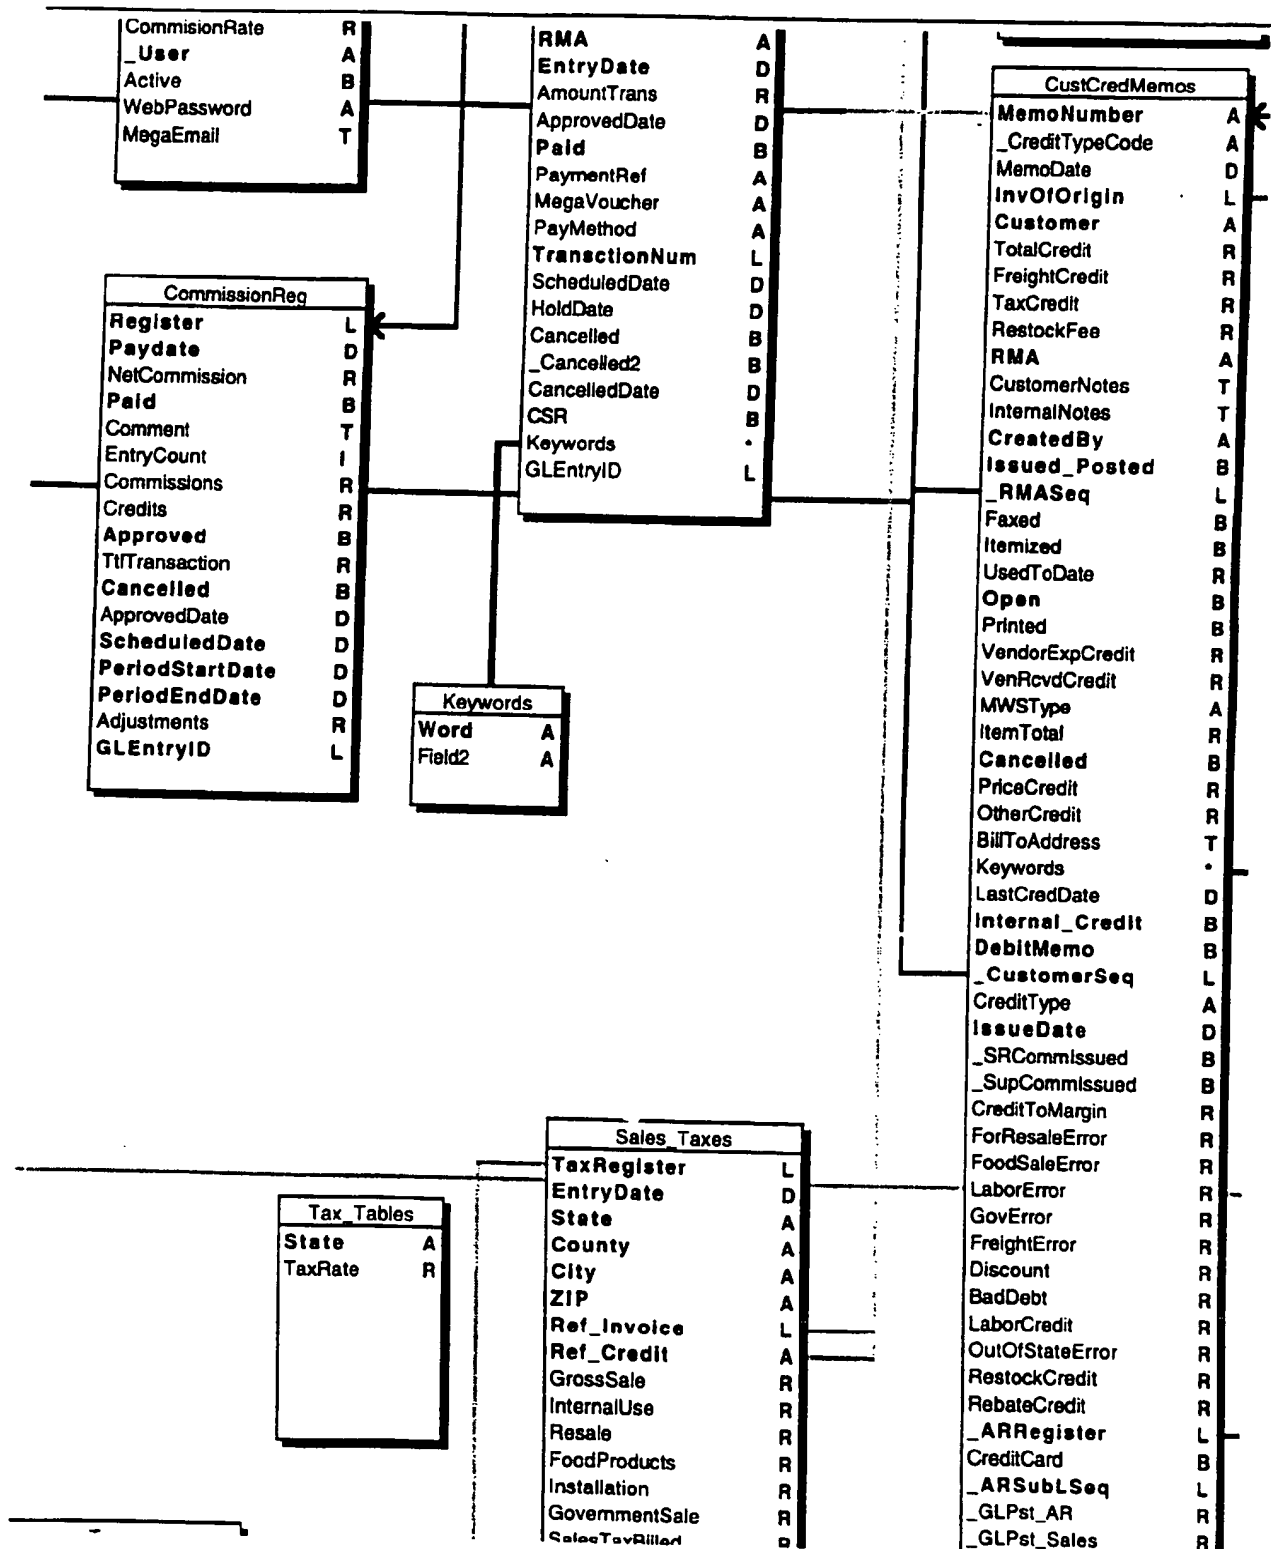 CommisionRate R
_User A
Active B
WebPassword A
MegaEmail T
CommissionReg
Register L
Paydate D
NetCommission R
Paid B
Comment T
EntryCount I
Commissions R
Credits R
Approved B
TtlTransaction R
Cancelled B
ApprovedDate D
ScheduledDate D
PeriodStartDate D
PeriodEndDate D
Adjustments R
GLEntryID L
RMA A
EntryDate D
AmountTrans R
ApprovedDate D
Paid B
PaymentRef A
MegaVoucher A
PayMethod A
TransctionNum L
ScheduledDate D
HoldDate D
Cancelled B
_Cancelled2 B
CancelledDate D
CSR B
Keywords *
GLEntryID L
Keywords
Word A
Field2 A
Tax_Tables
State A
TaxRate R
Sales_Taxes
TaxRegister L
EntryDate D
State A
County A
City A
ZIP A
Ref_Invoice L
Ref_Credit A
GrossSale R
InternalUse R
Resale R
FoodProducts R
Installation R
GovernmentSale R
SalesTaxBilled R
CustCredMemos
MemoNumber A
_CreditTypeCode A
MemoDate D
InvOfOrigin L
Customer A
TotalCredit R
FreightCredit R
TaxCredit R
RestockFee R
RMA A
CustomerNotes T
InternalNotes T
CreatedBy A
Issued_Posted B
_RMASeq L
Faxed B
Itemized B
UsedToDate R
Open B
Printed B
VendorExpCredit R
VenRcvdCredit R
MWSType A
ItemTotal R
Cancelled B
PriceCredit R
OtherCredit R
BillToAddress T
Keywords *
LastCredDate D
Internal_Credit B
DebitMemo B
_CustomerSeq L
CreditType A
IssueDate D
_SRCommIssued B
_SupCommIssued B
CreditToMargin R
ForResaleError R
FoodSaleError R
LaborError R
GovError R
FreightError R
Discount R
BadDebt R
LaborCredit R
OutOfStateError R
RestockCredit R
RebateCredit R
_ARRegister L
CreditCard B
_ARSubLSeq L
_GLPst_AR R
_GLPst_Sales R